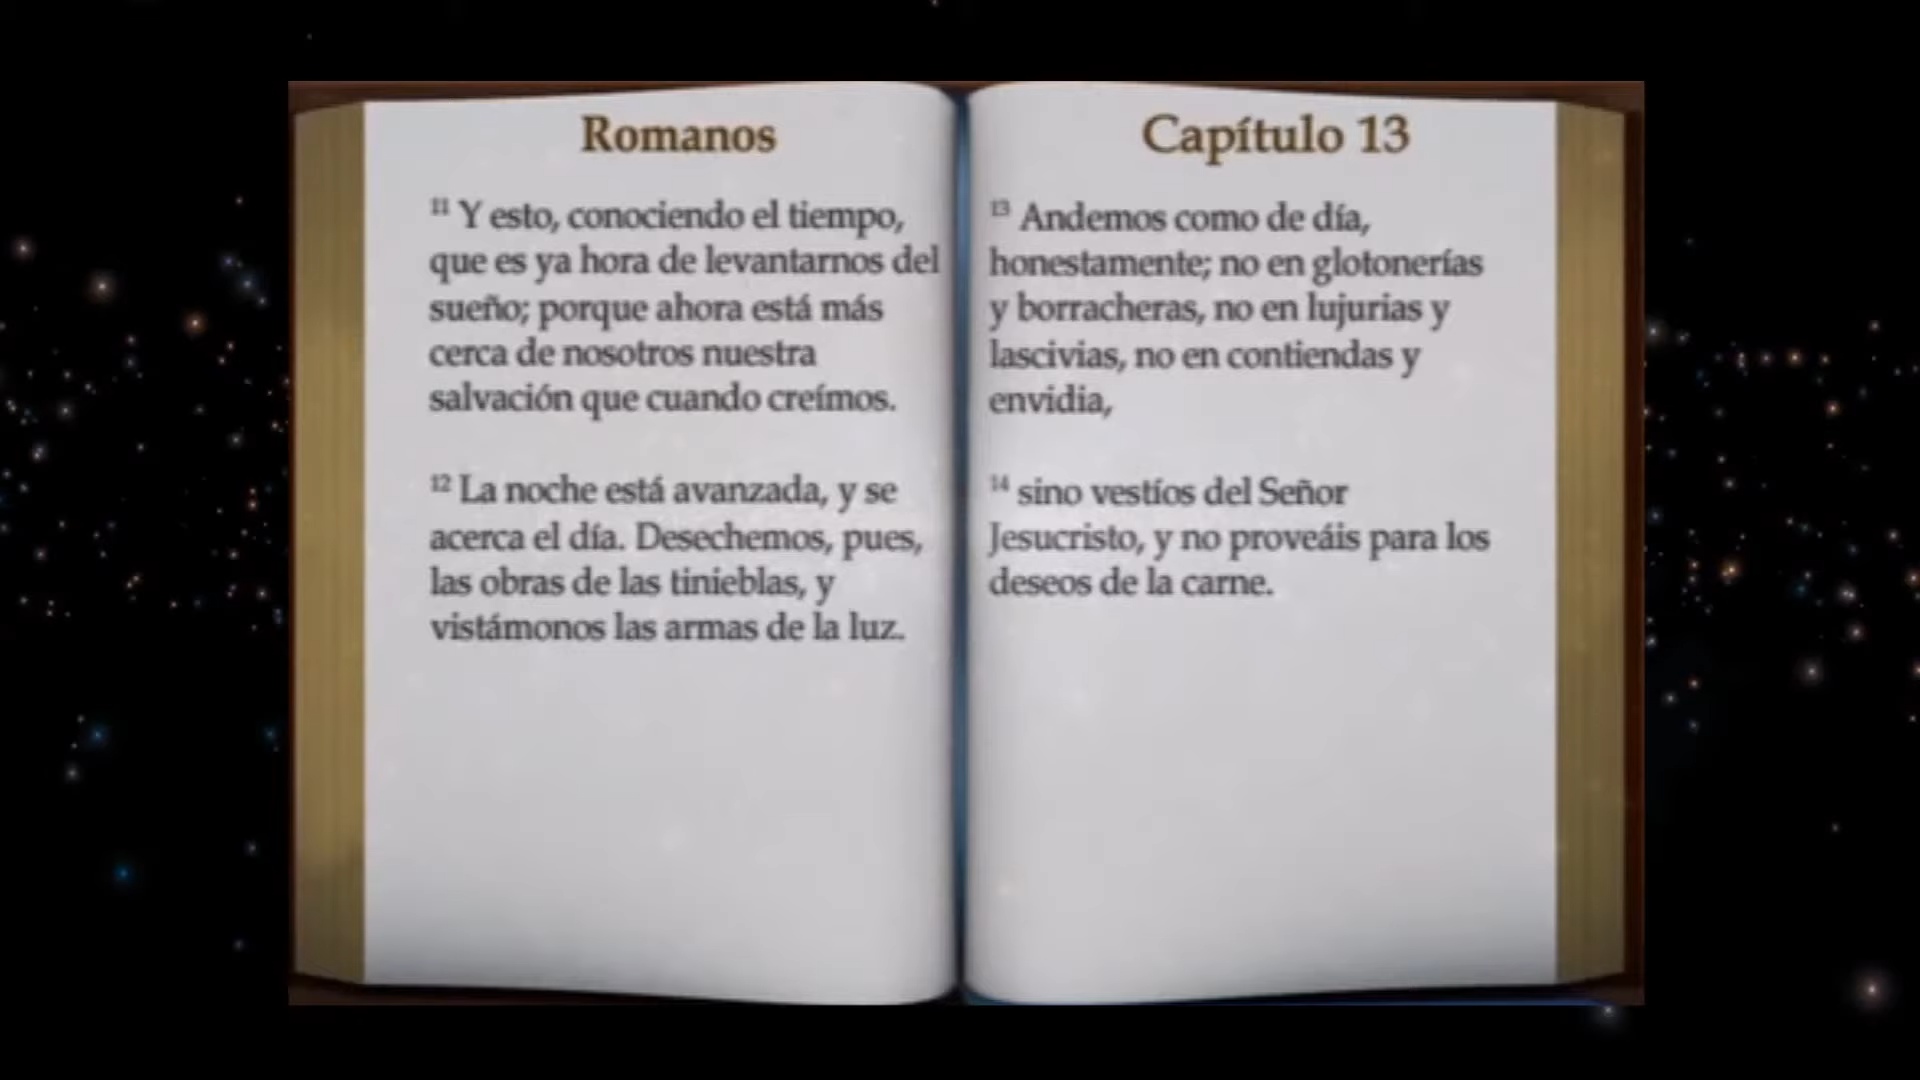 Romanos
11 Y esto, conociendo el tiempo,
que es ya hora de levantarnos del
sueño; porque ahora está más
cerca de nosotros nuestra
salvación que cuando creímos.
12 La noche está avanzada, y se
acerca el día. Desechemos, pues,
las obras de las tinieblas, y
vistámonos las armas de la luz.
Capítulo 13
13 Andemos como de día,
honestamente; no en glotonerías
y borracheras, no en lujurias y
lascivias, no en contiendas y
envidia,
14 sino vestíos del Señor
Jesucristo, y no proveáis para los
deseos de la carne.